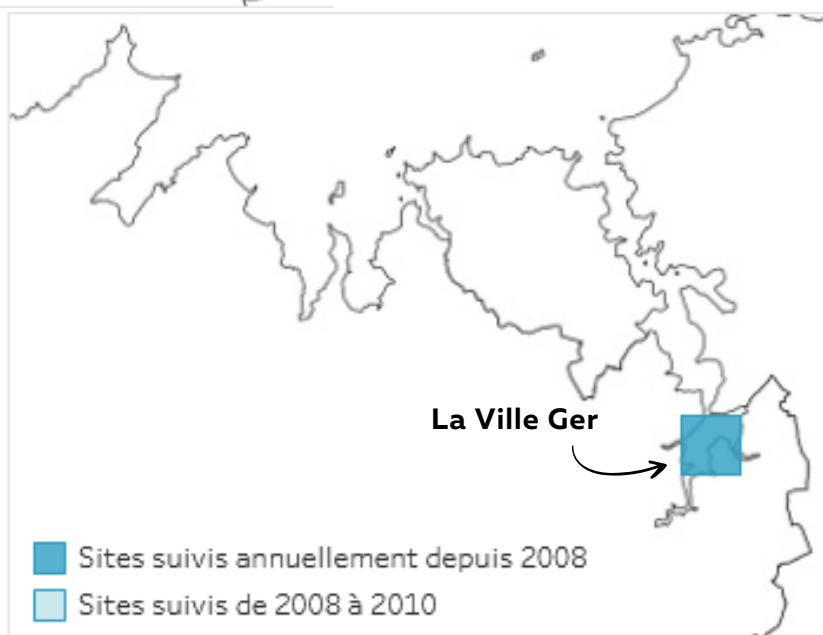 La Ville Ger
Sites suivis annuellement depuis 2008
Sites suivis de 2008 à 2010